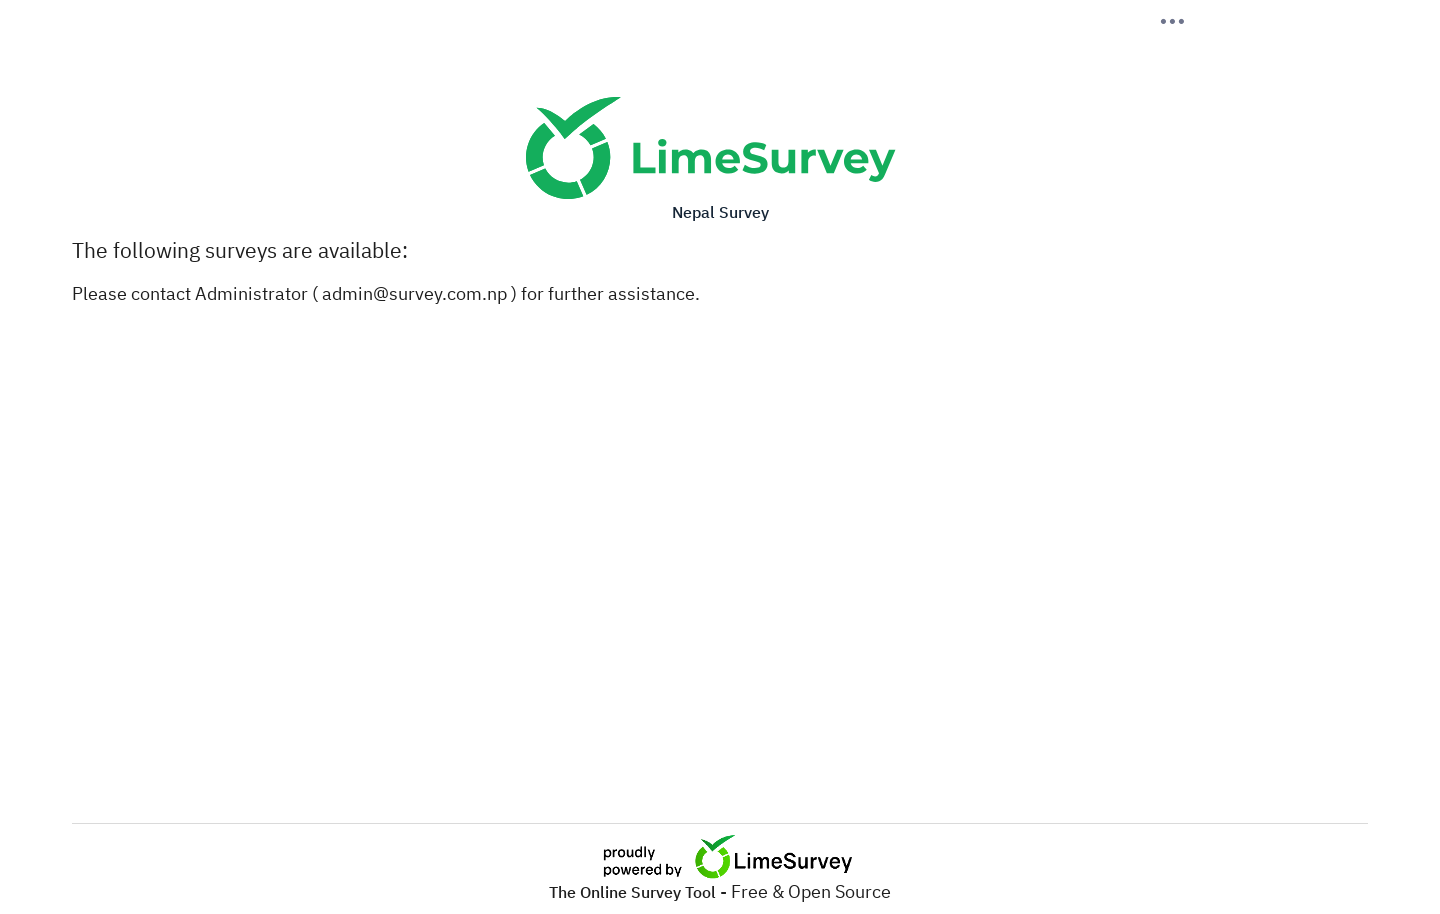 LimeSurvey
Nepal Survey
The following surveys are available:
Please contact Administrator ( admin@survey.com.np ) for further assistance.
proudly
powered by
LimeSurvey
The Online Survey Tool - Free & Open Source